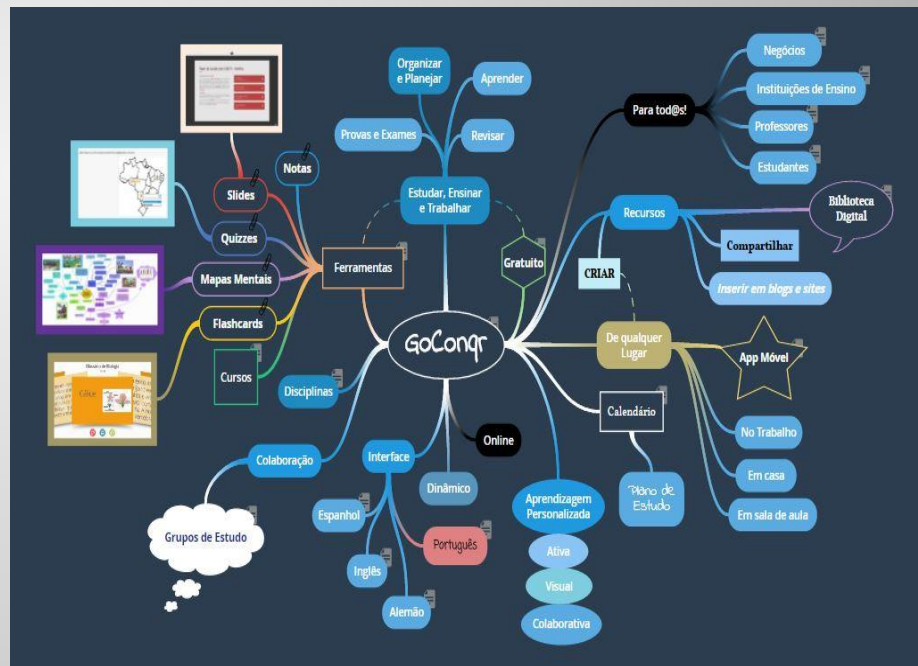 Organizar
e Planejar
Aprender
Provas e Exames
Revisar
Estudar, Ensinar
e Trabalhar
Notas
Slides
Quizzes
Mapas Mentais
Flashcards
Cursos
Ferramentas
Gratuito
Para tod@s!
Negócios
Instituições de Ensino
Professores
Estudantes
Recursos
Biblioteca
Digital
Compartilhar
Inserir em blogs e sites
CRIAR
GoConqr
De qualquer
Lugar
App Móvel
No Trabalho
Em casa
Em sala de aula
Calendário
Plano de
Estudo
Disciplinas
Colaboração
Grupos de Estudo
Interface
Espanhol
Inglês
Alemão
Português
Dinâmico
Online
Aprendizagem
Personalizada
Ativa
Visual
Colaborativa